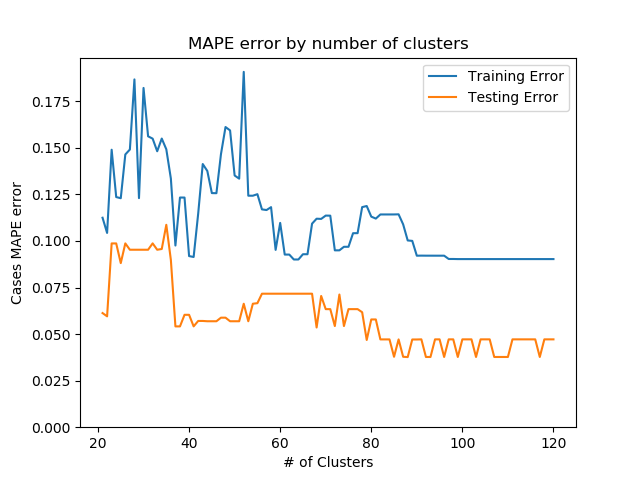 MAPE error by number of clusters
Training Error
Testing Error
Cases MAPE error
0.175
0.150
0.125
0.100
0.075
0.050
0.025
0.000
20 40 60 80 100 120
# of Clusters